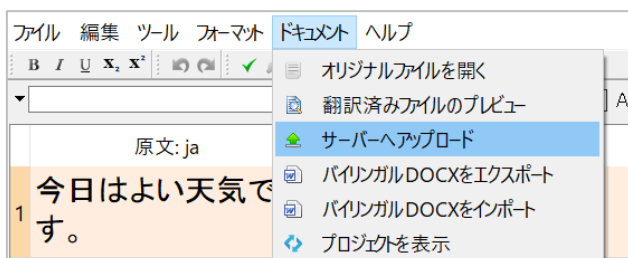 ファイル 編集 ツール フォーマット ドキュメント ヘルプ
B I U X₂ X²
オリジナルファイルを開く
翻訳済みファイルのプレビュー
サーバーへアップロード
バイリンガルDOCXをエクスポート
バイリンガルDOCXをインポート
プロジェクトを表示
A
原文: ja
1 今日はよい天気で
す。